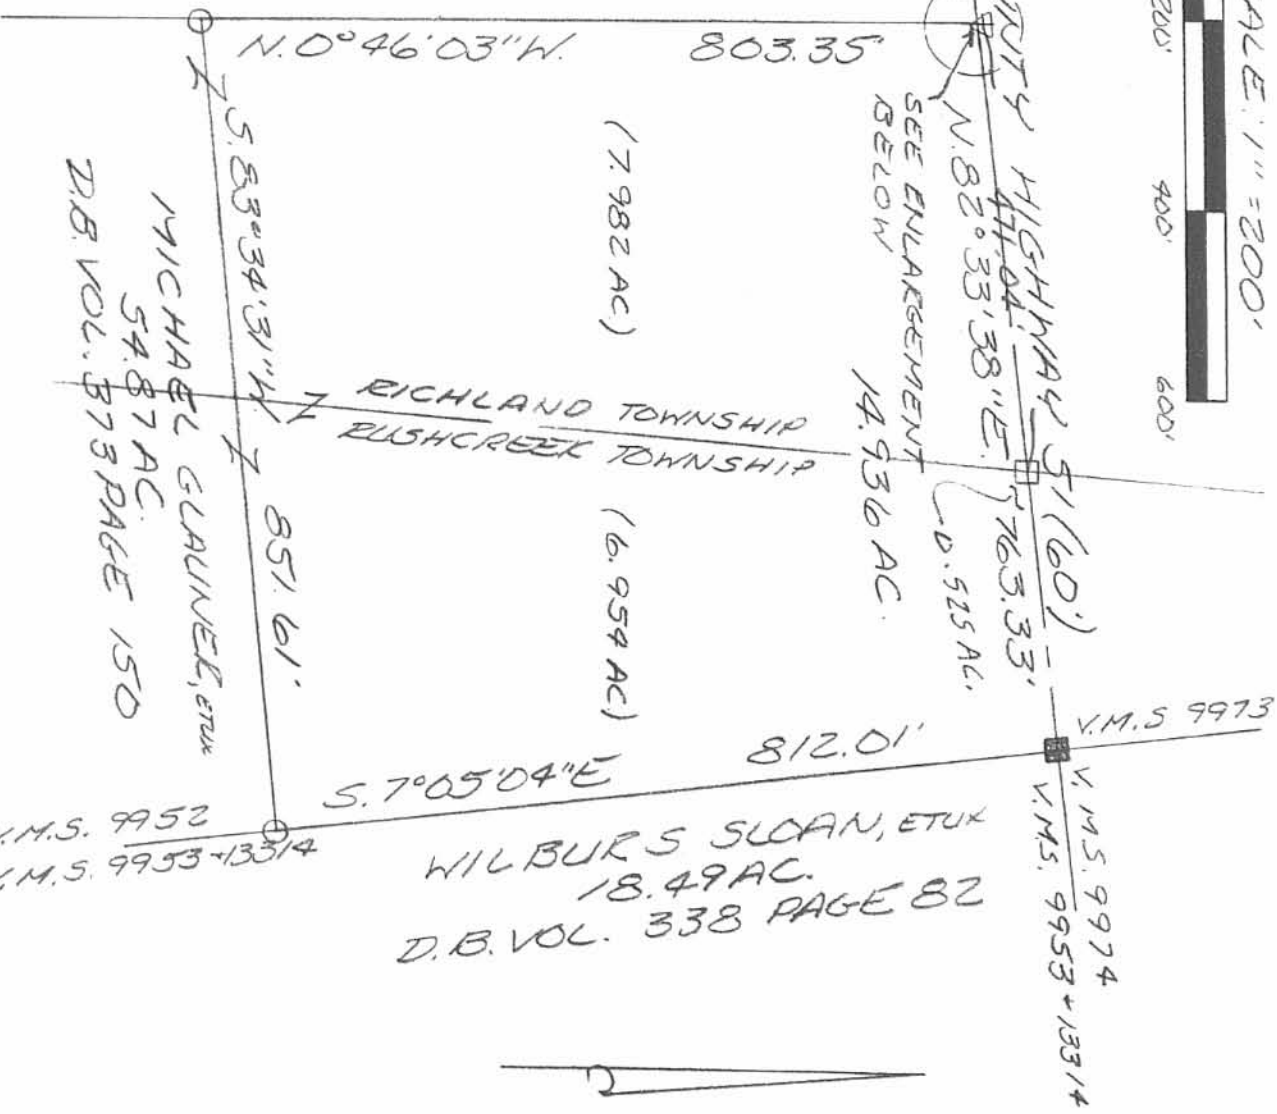 N.0°46'03"W. 803.35'
ALE: 1"=200'
200' 400' 600'
NTY HIGHWAY 51 (60')
471.04'
N.82°33'38"E. 763.33'
SEE ENLARGEMENT
BELOW
0.525 AC.
14.936 AC.
(7.982 AC)
(6.954 AC)
RICHLAND TOWNSHIP
RUSHCREEK TOWNSHIP
S.83°34'31"W. 851.61'
MICHAEL GLAUNER, ETUX
54.87 AC.
D.B. VOL. 373 PAGE 150
S.7°05'04"E 812.01'
V.M.S 9973
V.M.S. 9974
V.M.S. 9953+13314
.M.S. 9952
.M.S. 9953+13314
WILBUR S SLOAN, ETUX
18.49 AC.
D.B. VOL. 338 PAGE 82